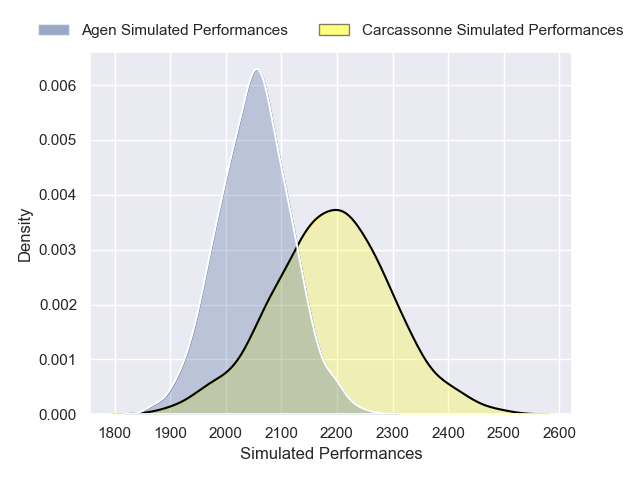 Agen Simulated Performances
Carcassonne Simulated Performances
0.006
0.005
0.004
0.003
0.002
0.001
0.000
Density
1800 1900 2000 2100 2200 2300 2400 2500 2600
Simulated Performances